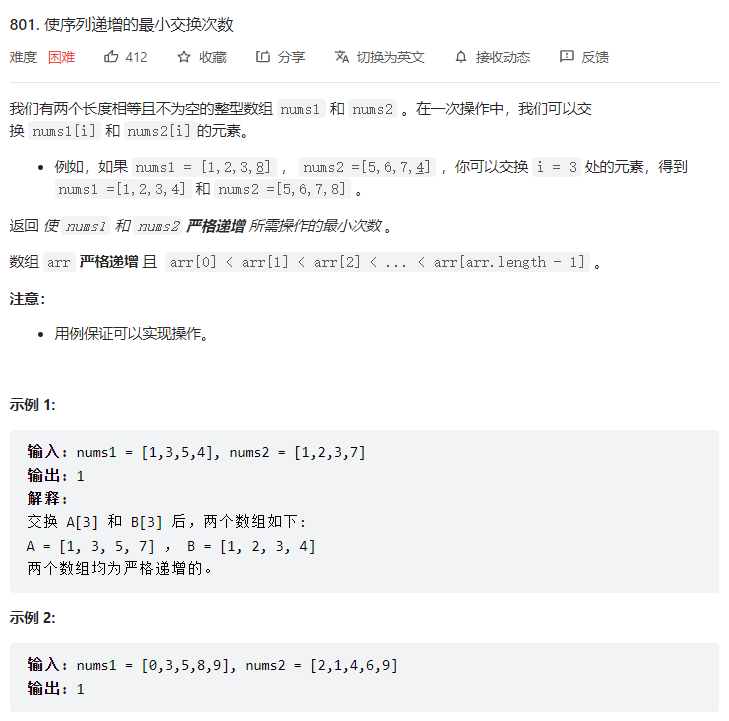 801. 使序列递增的最小交换次数
难度 困难 412 收藏 分享 切换为英文 接收动态 反馈
我们有两个长度相等且不为空的整型数组 nums1 和 nums2 。在一次操作中，我们可以交
换 nums1[i] 和 nums2[i] 的元素。
• 例如，如果 nums1 = [1,2,3,8] ， nums2 =[5,6,7,4] ，你可以交换 i = 3 处的元素，得到
nums1 =[1,2,3,4] 和 nums2 =[5,6,7,8] 。
返回 使 nums1 和 nums2 严格递增 所需操作的最小次数 。
数组 arr 严格递增 且 arr[0] < arr[1] < arr[2] < ... < arr[arr.length - 1] 。
注意：
• 用例保证可以实现操作。
示例 1:
输入: nums1 = [1,3,5,4], nums2 = [1,2,3,7]
输出: 1
解释:
交换 A[3] 和 B[3] 后，两个数组如下:
A = [1, 3, 5, 7] ， B = [1, 2, 3, 4]
两个数组均为严格递增的。
示例 2:
输入: nums1 = [0,3,5,8,9], nums2 = [2,1,4,6,9]
输出: 1